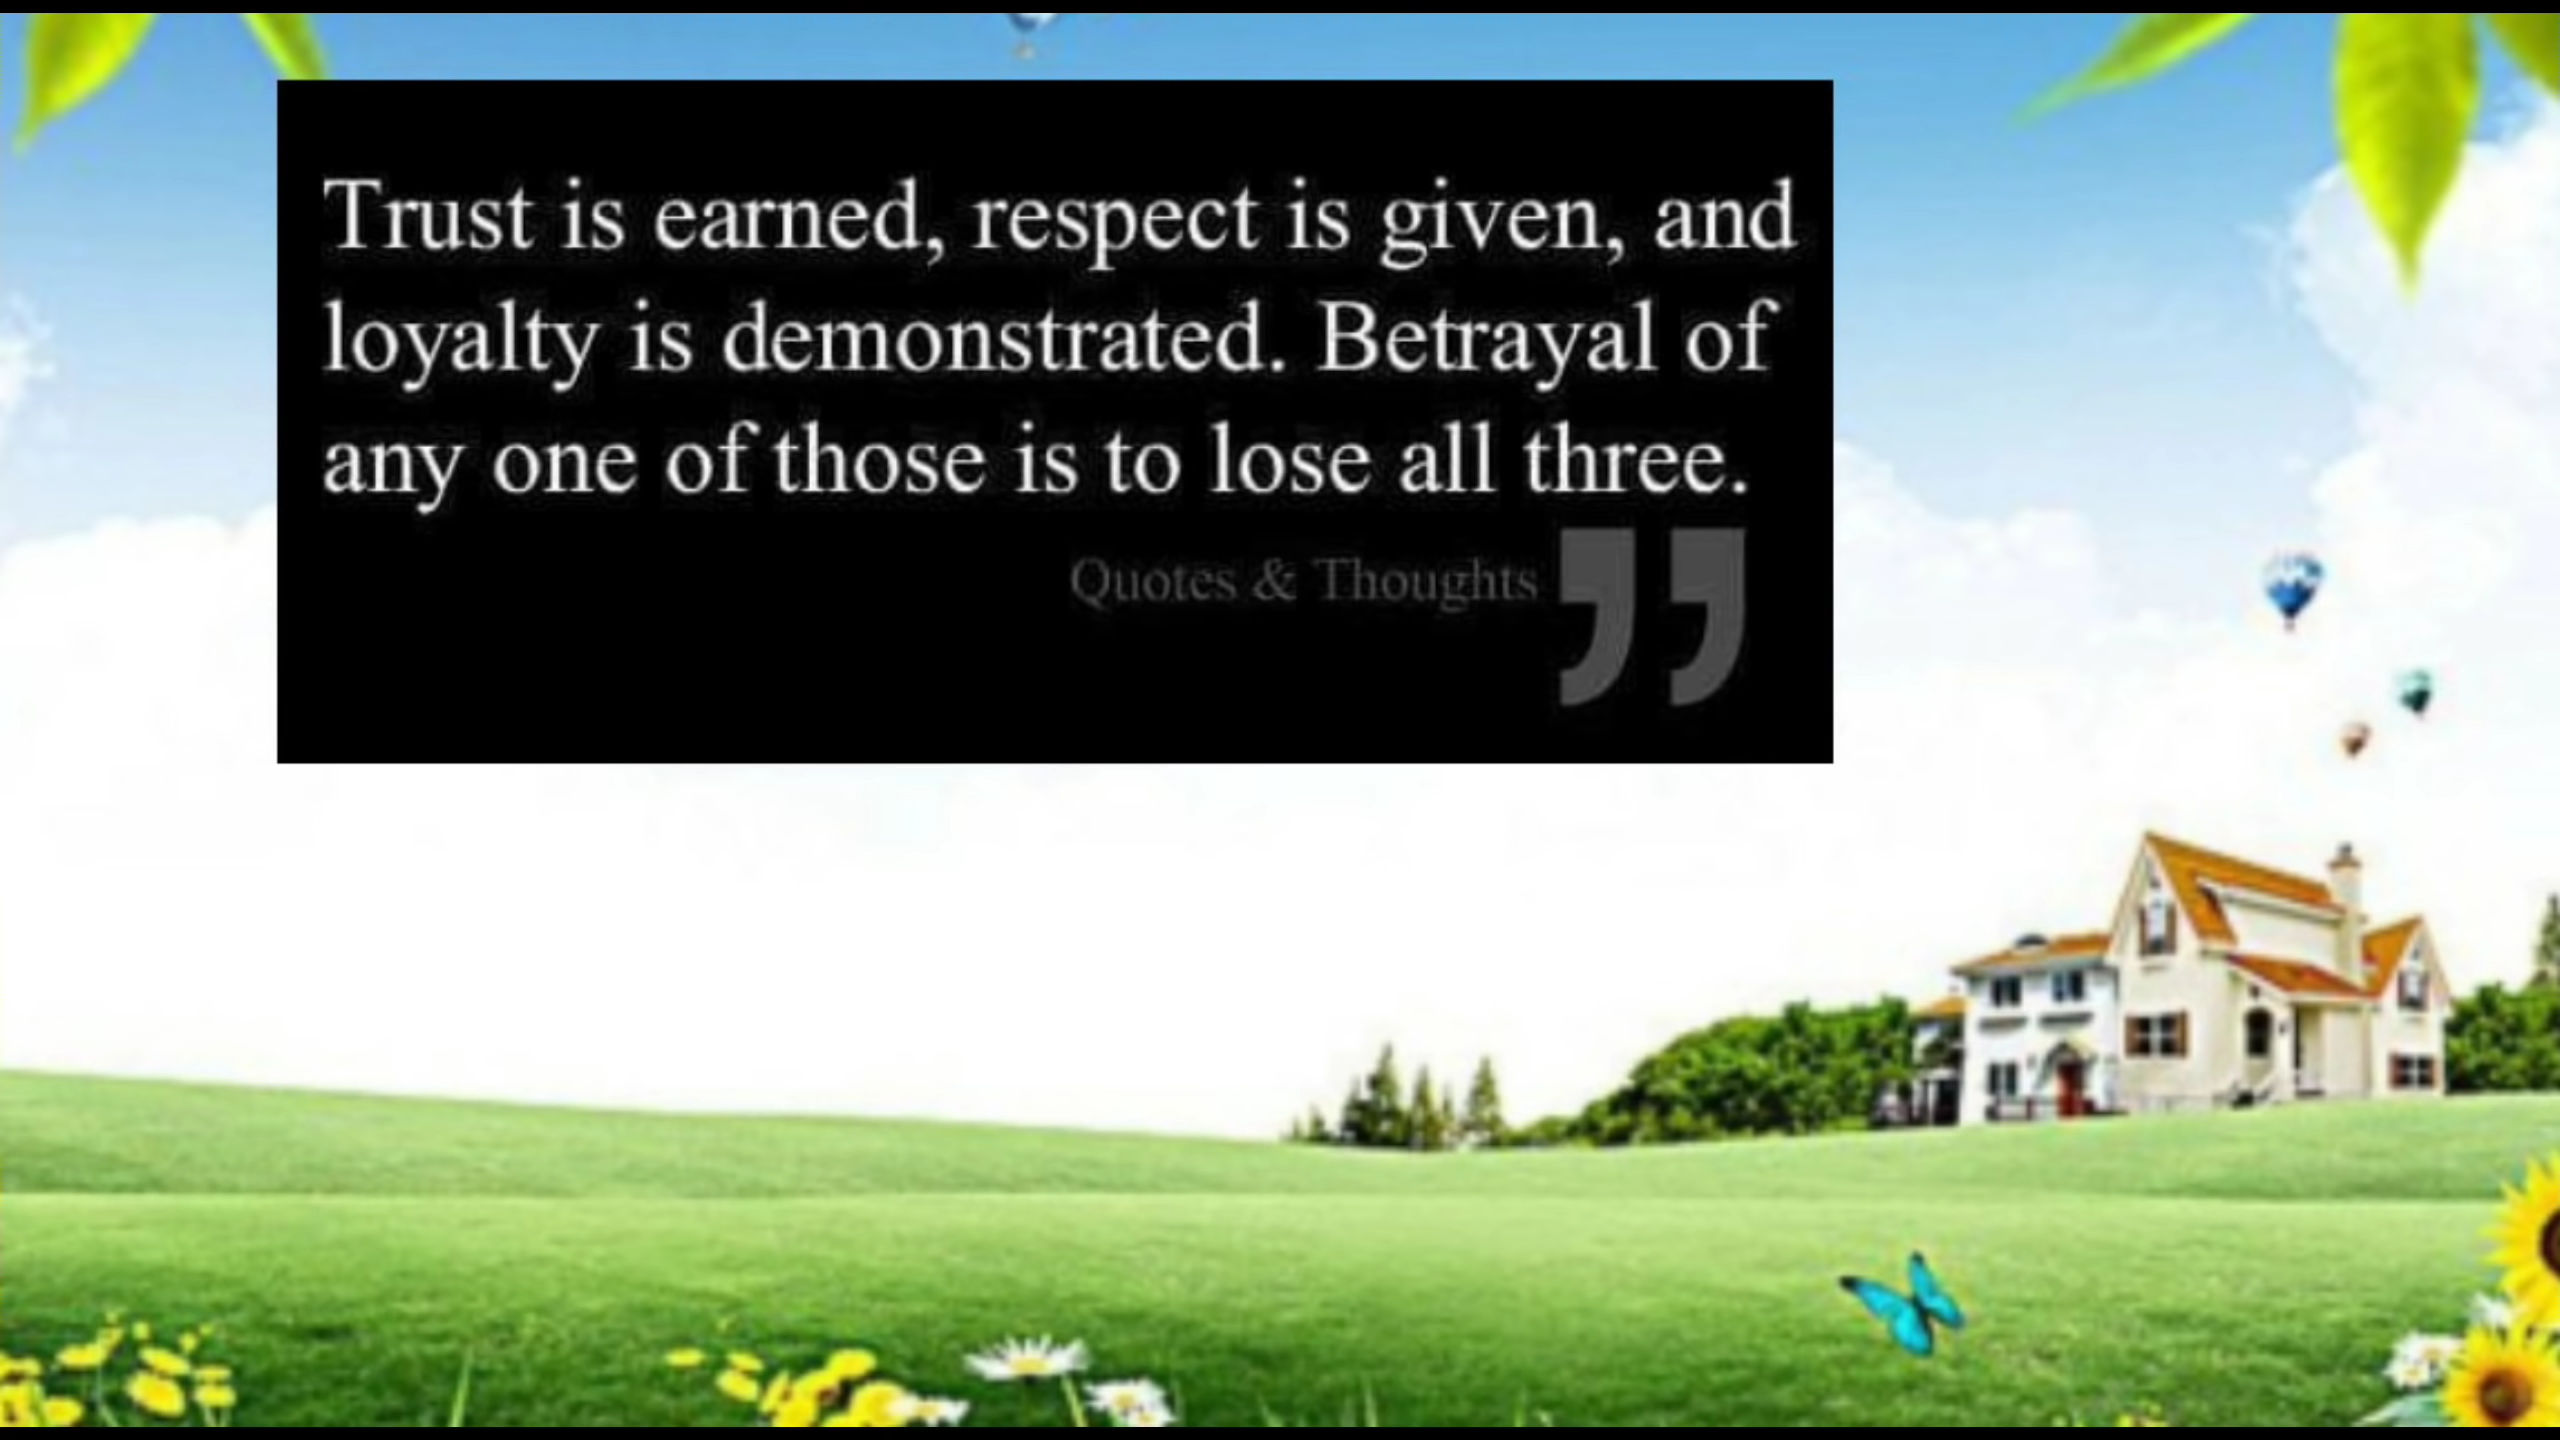 Trust is earned, respect is given, and
loyalty is demonstrated. Betrayal of
any one of those is to lose all three.
Quotes & Thoughts ”